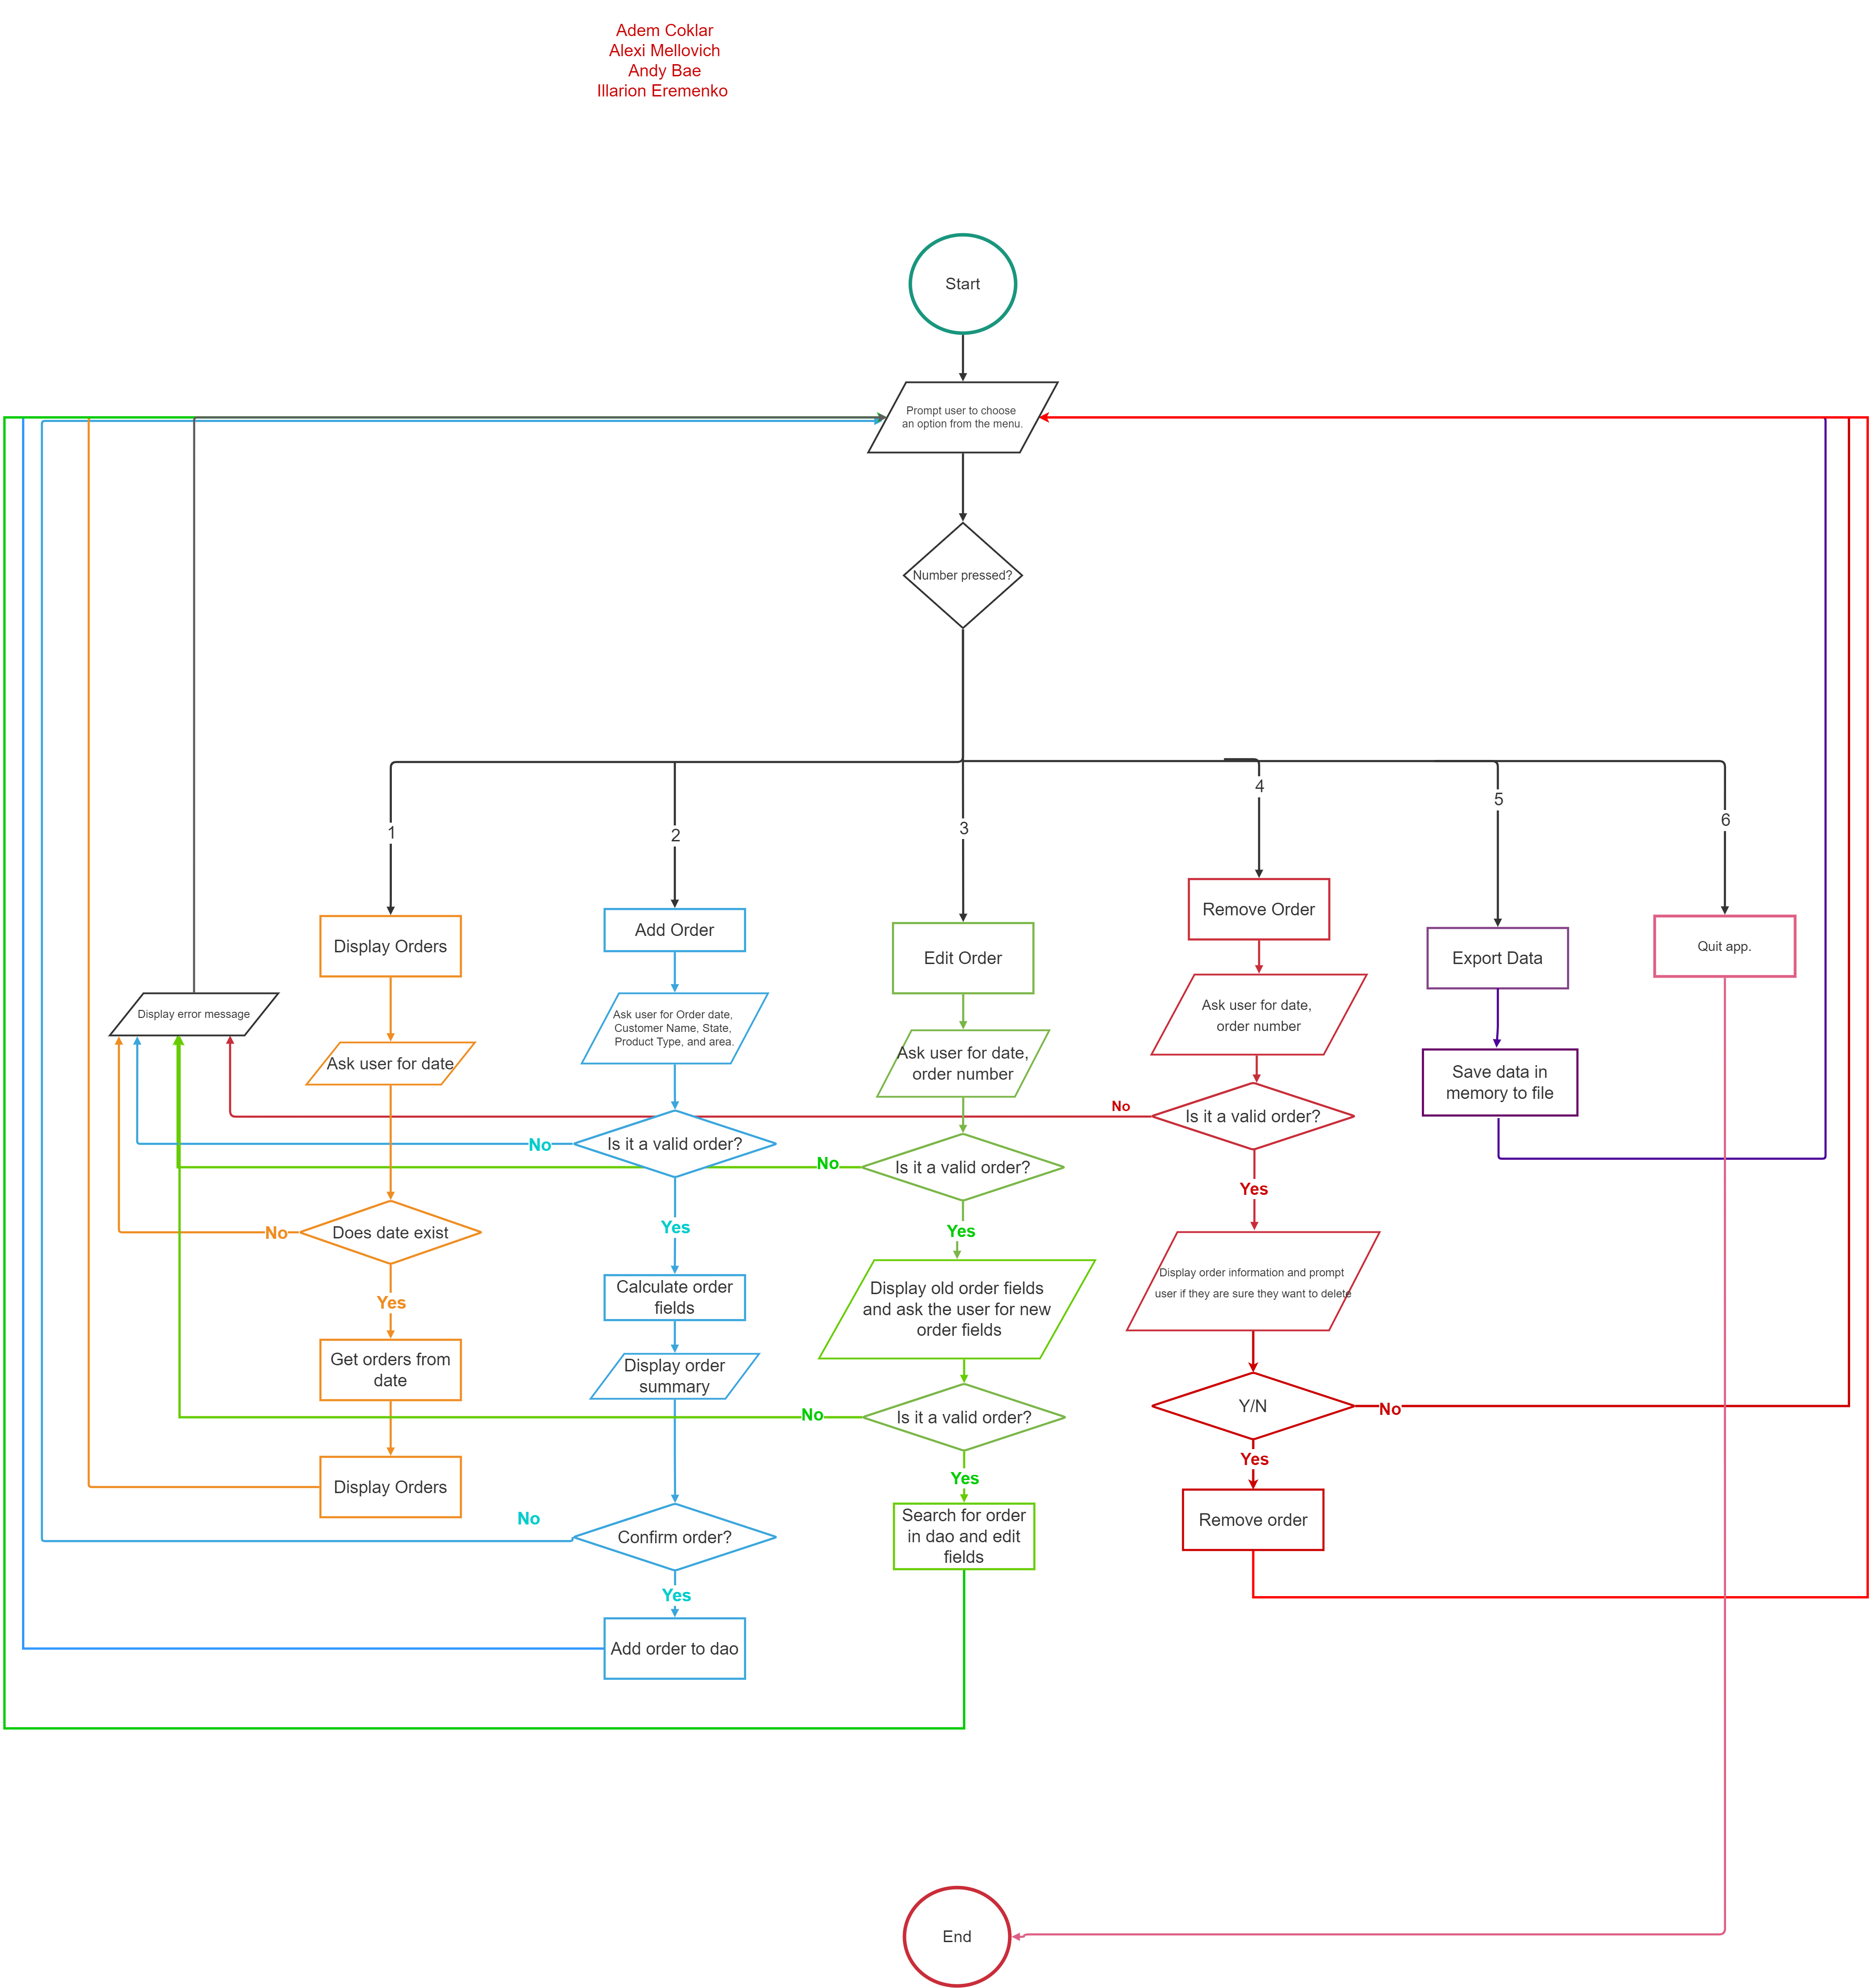 Adem Coklar
Alexi Mellovich
Andy Bae
Illarion Eremenko
Start
Prompt user to choose
an option from the menu.
Number pressed?
1
2
3
4
5
6
Display Orders
Add Order
Edit Order
Remove Order
Export Data
Quit app.
Display error message
Ask user for date
Ask user for Order date,
Customer Name, State,
Product Type, and area.
Ask user for date,
order number
Ask user for date,
order number
Save data in
memory to file
No
Is it a valid order?
No
Is it a valid order?
No
Is it a valid order?
Yes
No
Does date exist
Yes
Yes
Display order information and prompt
user if they are sure they want to delete
Yes
Calculate order
fields
Display old order fields
and ask the user for new
order fields
Get orders from
date
Display order
summary
Y/N
No
No
Is it a valid order?
Yes
Yes
Display Orders
No
Confirm order?
Search for order
in dao and edit
fields
Remove order
Yes
Add order to dao
End